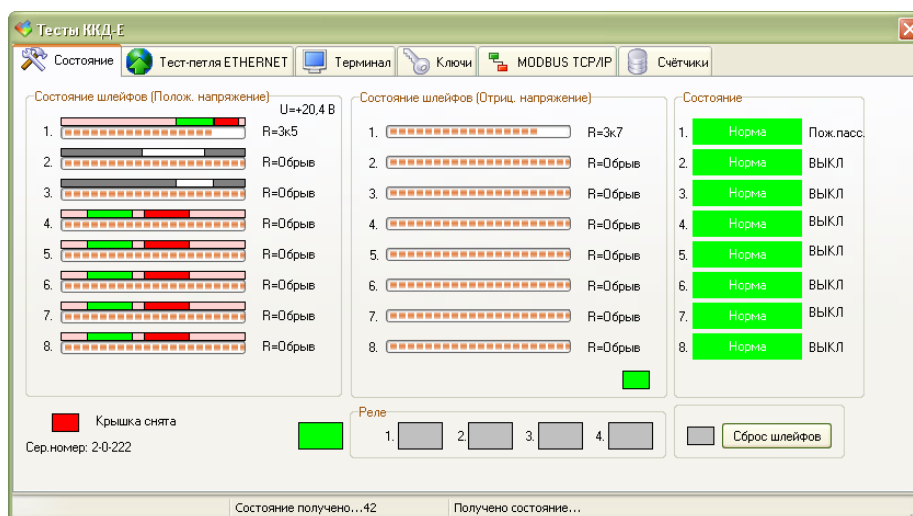 Тесты ККД-Е
Состояние Тест-петля ETHERNET Терминал Ключи MODBUS TCP/IP Счётчики
Состояние шлейфов (Полож. напряжение)
U=+20,4 В
1. R=3к5
2. R=Обрыв
3. R=Обрыв
4. R=Обрыв
5. R=Обрыв
6. R=Обрыв
7. R=Обрыв
8. R=Обрыв
Состояние шлейфов (Отриц. напряжение)
1. R=3к7
2. R=Обрыв
3. R=Обрыв
4. R=Обрыв
5. R=Обрыв
6. R=Обрыв
7. R=Обрыв
8. R=Обрыв
Состояние
1. Норма Пож.пасс.
2. Норма ВЫКЛ
3. Норма ВЫКЛ
4. Норма ВЫКЛ
5. Норма ВЫКЛ
6. Норма ВЫКЛ
7. Норма ВЫКЛ
8. Норма ВЫКЛ
Крышка снята
Сер.номер: 2-0-222
Реле
1. 2. 3. 4.
Сброс шлейфов
Состояние получено...42 Получено состояние...